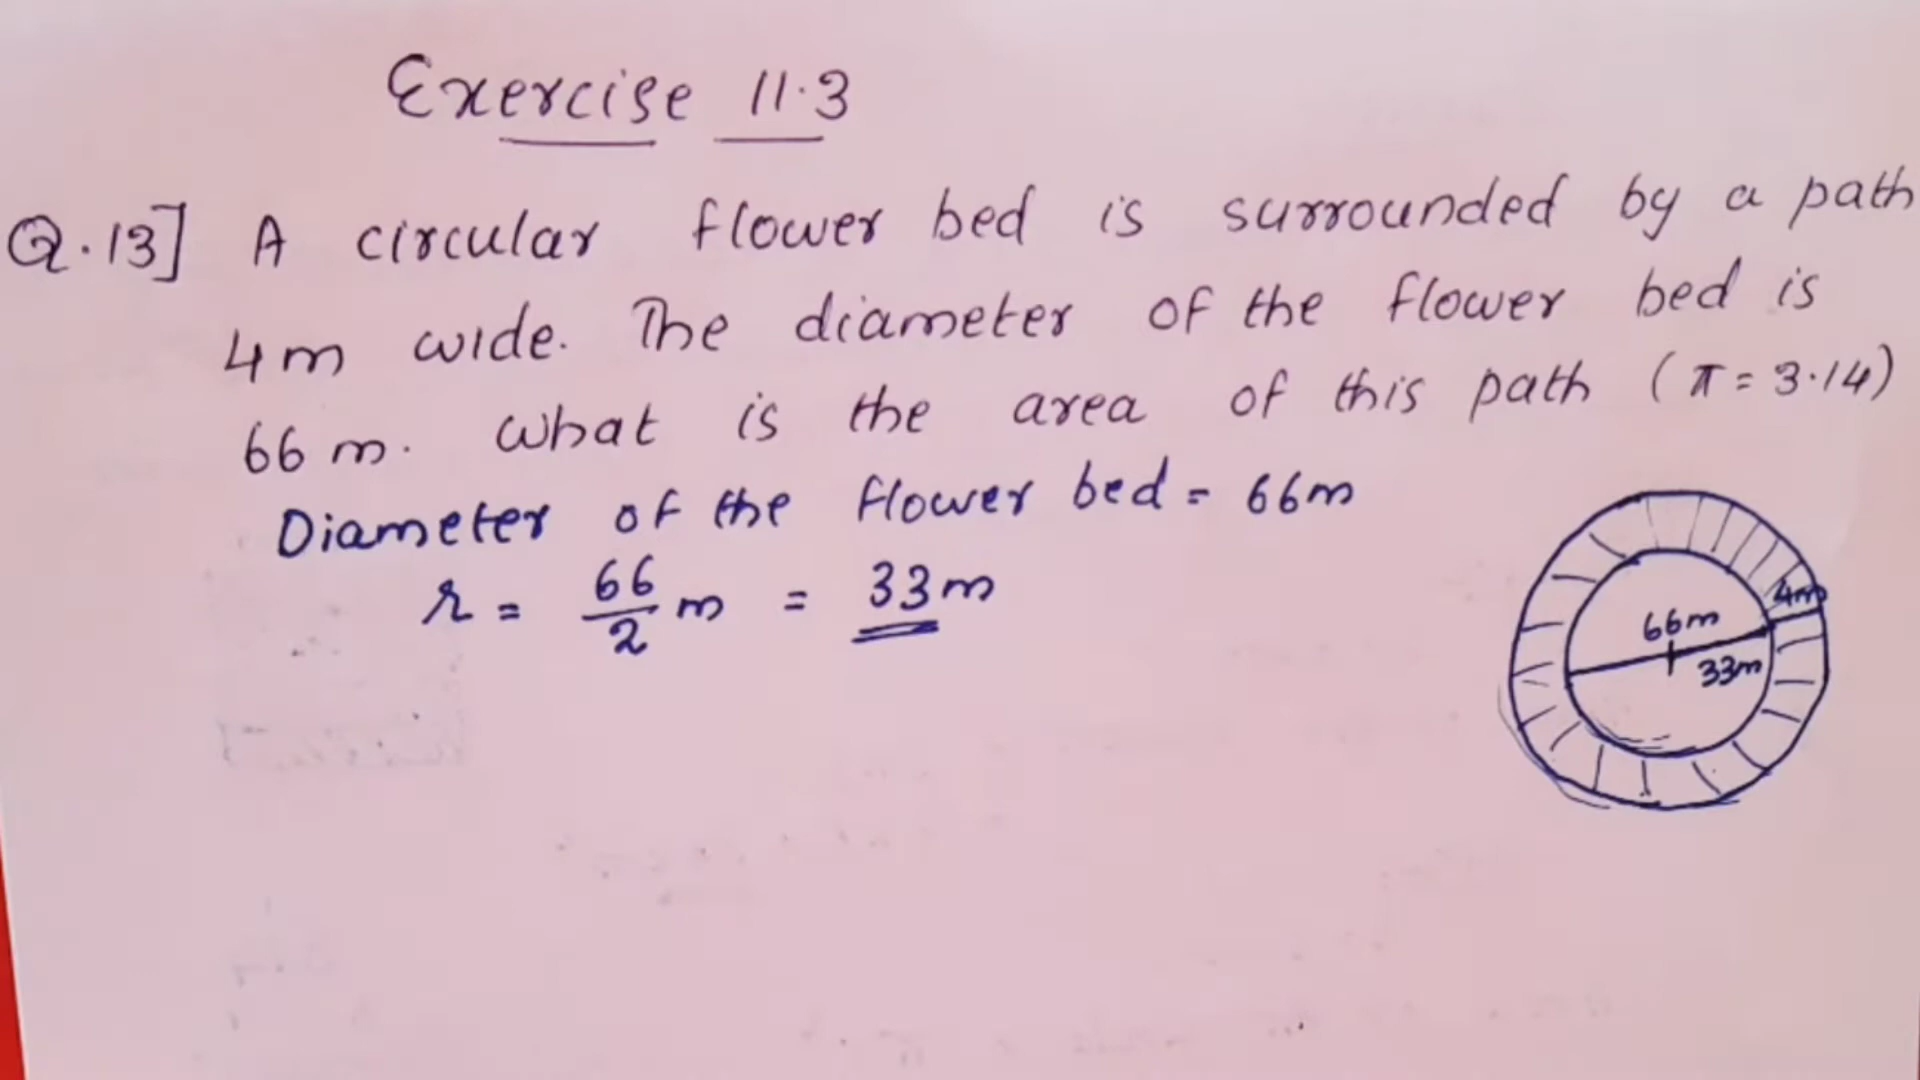 Exercise 11.3
Q.13] A circular flower bed is surrounded by a path
4m wide. The diameter of the flower bed is
66 m. what is the area of this path (π = 3.14)
Diameter of the flower bed = 66m
r = 66/2 m = 33m
4m
66m
33m